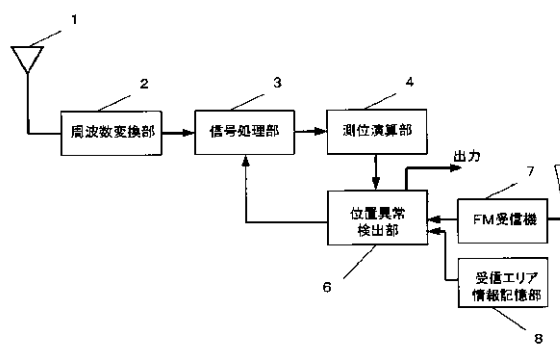 1
2
3
4
周波数変換部
信号処理部
測位演算部
出力
7
位置異常
検出部
FM受信機
6
受信エリア
情報記憶部
8